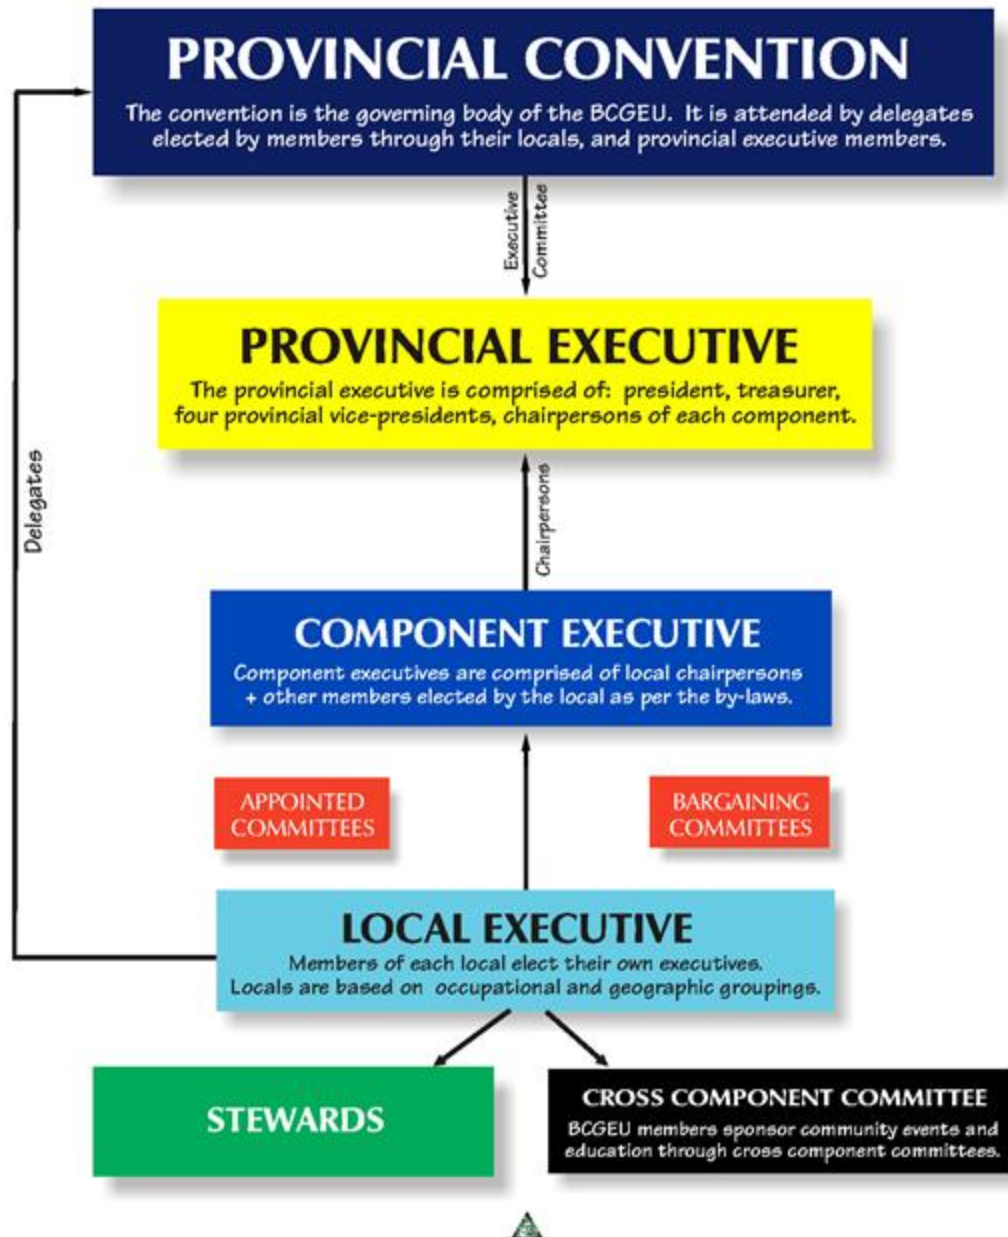 PROVINCIAL CONVENTION
The convention is the governing body of the BCGEU. It is attended by delegates
elected by members through their locals, and provincial executive members.
Executive
Committee
PROVINCIAL EXECUTIVE
The provincial executive is comprised of: president, treasurer,
four provincial vice-presidents, chairpersons of each component.
Delegates
Chairpersons
COMPONENT EXECUTIVE
Component executives are comprised of local chairpersons
+ other members elected by the local as per the by-laws.
APPOINTED
COMMITTEES
BARGAINING
COMMITTEES
LOCAL EXECUTIVE
Members of each local elect their own executives.
Locals are based on occupational and geographic groupings.
STEWARDS
CROSS COMPONENT COMMITTEE
BCGEU members sponsor community events and
education through cross component committees.